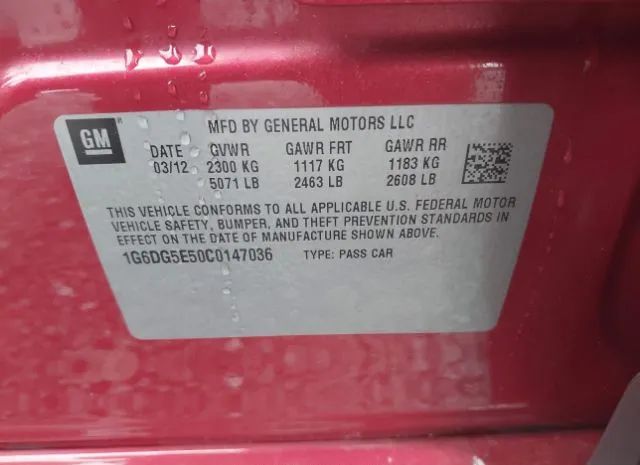 GM
MFD BY GENERAL MOTORS LLC
DATE GVWR GAWR FRT GAWR RR
03/12 2300 KG 1117 KG 1183 KG
5071 LB 2463 LB 2608 LB
THIS VEHICLE CONFORMS TO ALL APPLICABLE U.S. FEDERAL MOTOR
VEHICLE SAFETY, BUMPER, AND THEFT PREVENTION STANDARDS IN
EFFECT ON THE DATE OF MANUFACTURE SHOWN ABOVE.
1G6DG5E50C0147036 TYPE: PASS CAR